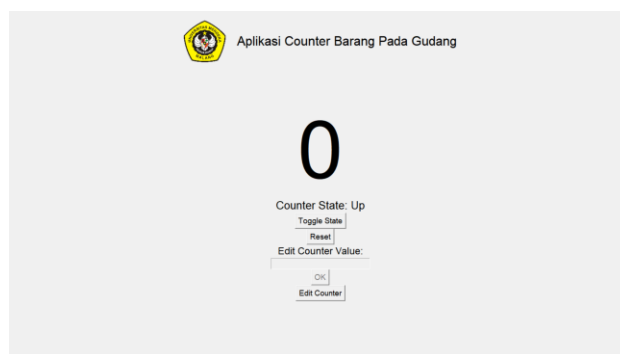 Aplikasi Counter Barang Pada Gudang
0
Counter State: Up
Toggle State
Reset
Edit Counter Value:
OK
Edit Counter